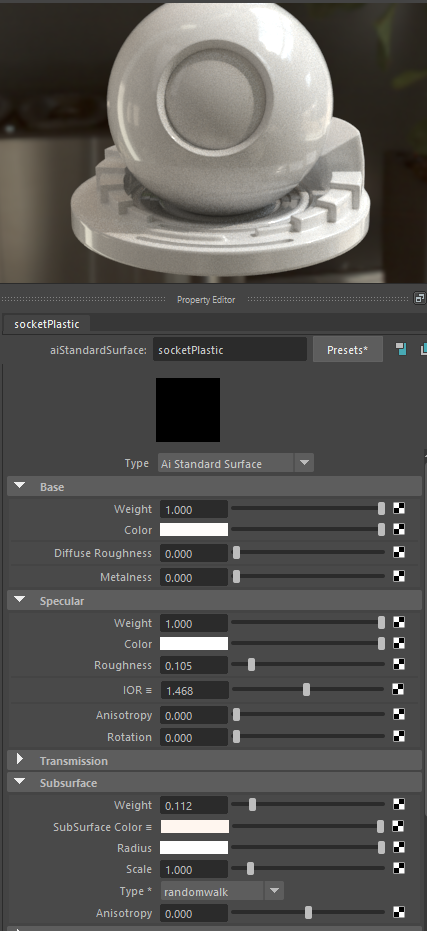 Property Editor
socketPlastic
aiStandardSurface: socketPlastic Presets*
Type Ai Standard Surface
Base
Weight 1.000
Color
Diffuse Roughness 0.000
Metalness 0.000
Specular
Weight 1.000
Color
Roughness 0.105
IOR ≡ 1.468
Anisotropy 0.000
Rotation 0.000
Transmission
Subsurface
Weight 0.112
SubSurface Color ≡
Radius
Scale 1.000
Type * randomwalk
Anisotropy 0.000